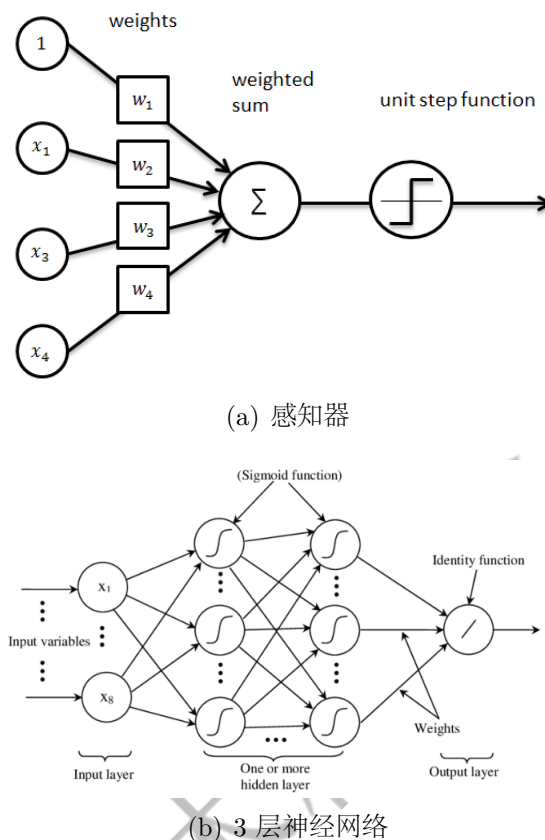 weights
1
w₁
weighted
sum
unit step function
x₁
w₂
Σ
x₃
w₃
w₄
x₄
(a) 感知器
(Sigmoid function)
Identity function
x₁
Input variables
x₈
Weights
Input layer
One or more
hidden layer
Output layer
(b) 3 层神经网络